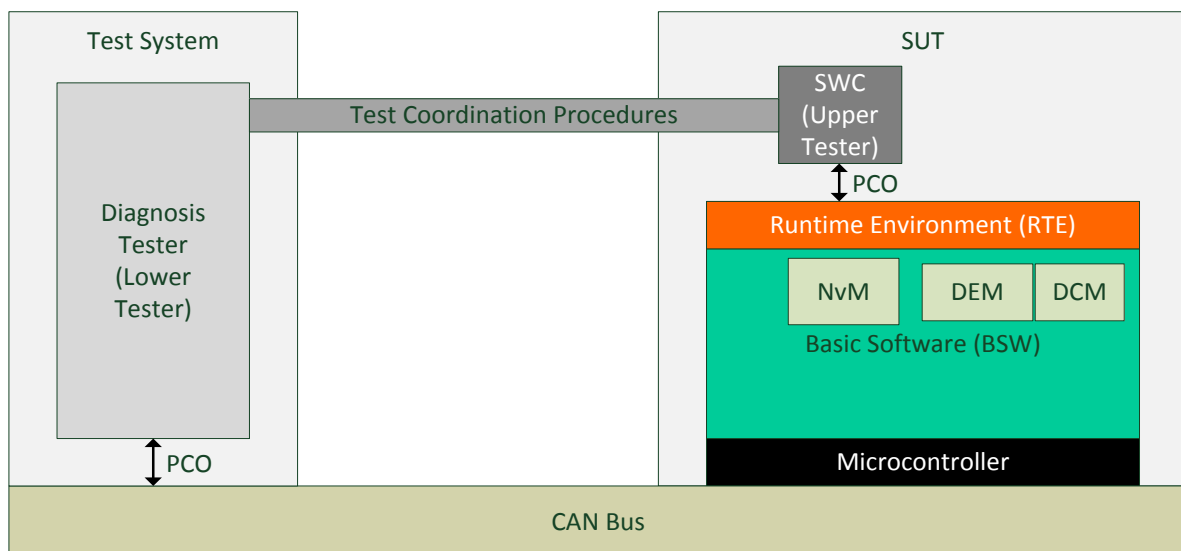 Test System
SUT
SWC
(Upper
Tester)
Test Coordination Procedures
PCO
Diagnosis
Tester
(Lower
Tester)
Runtime Environment (RTE)
NvM
DEM
DCM
Basic Software (BSW)
PCO
Microcontroller
CAN Bus